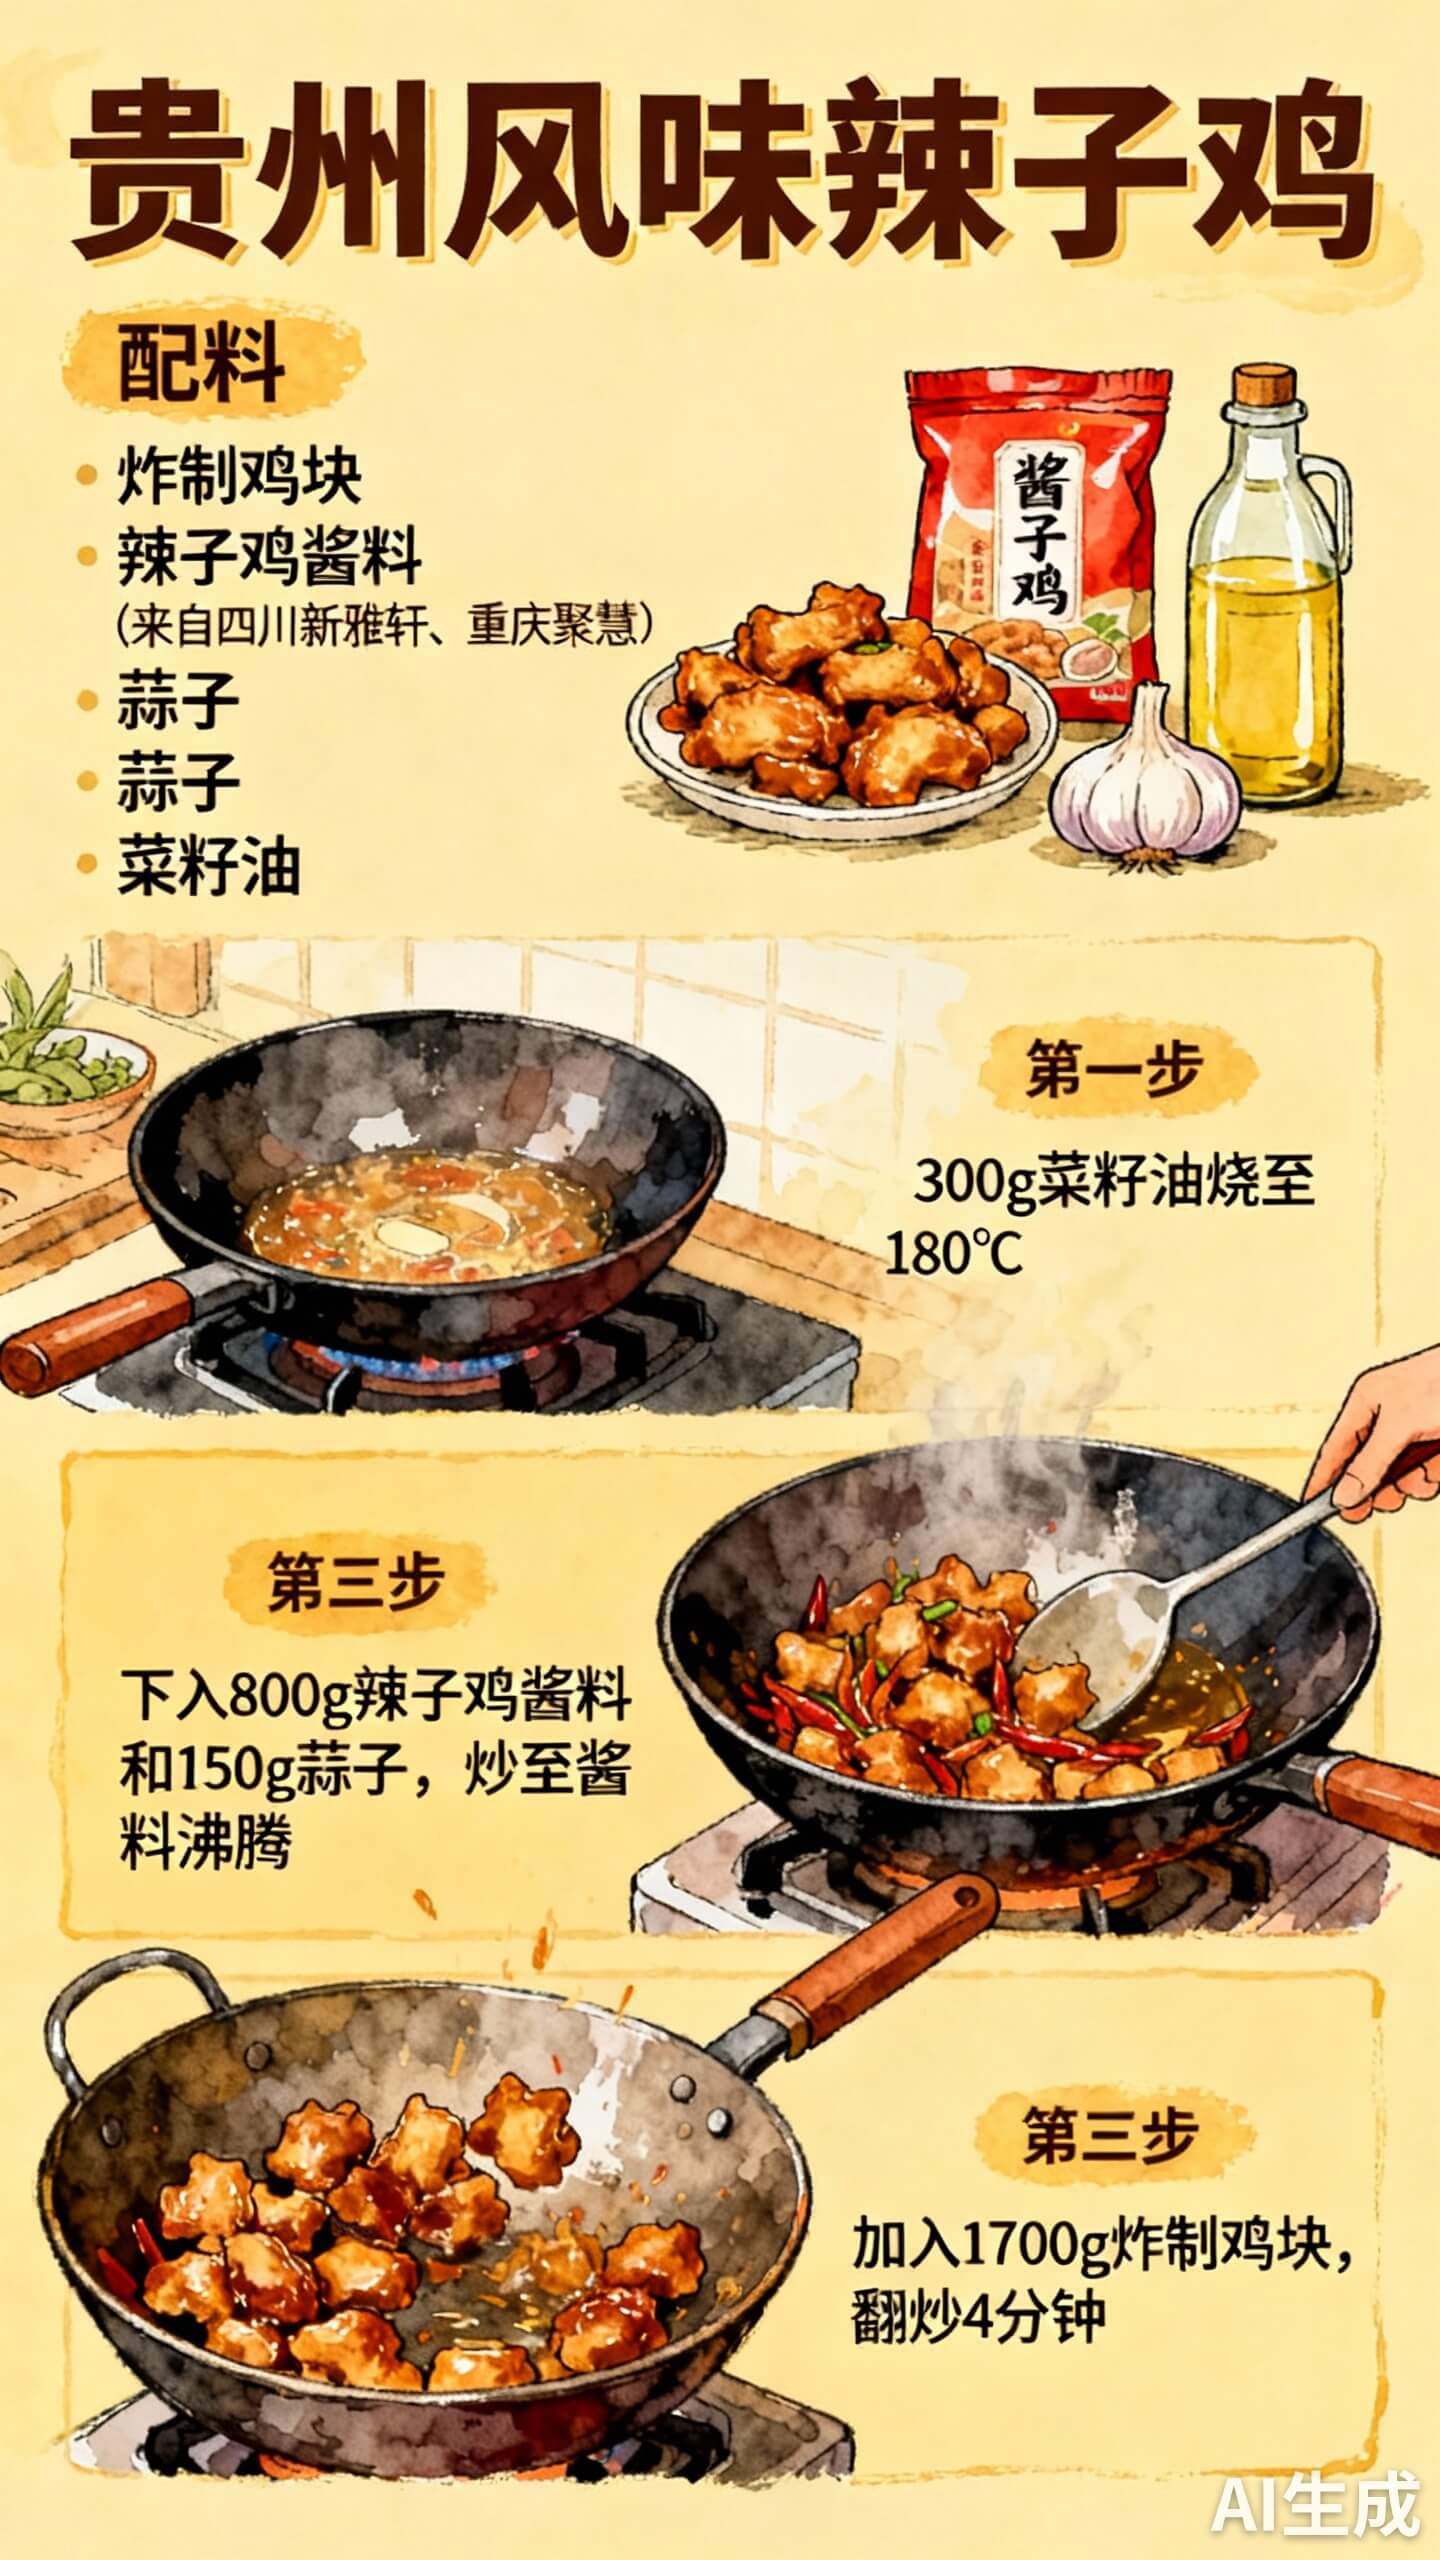 贵州风味辣子鸡
配料
炸制鸡块
辣子鸡酱料
(来自四川新雅轩、重庆聚慧)
蒜子
蒜子
菜籽油
酱子鸡
第一步
300g菜籽油烧至
180℃
第三步
下入800g辣子鸡酱料
和150g蒜子，炒至酱
料沸腾
第三步
加入1700g炸制鸡块，
翻炒4分钟
AI生成